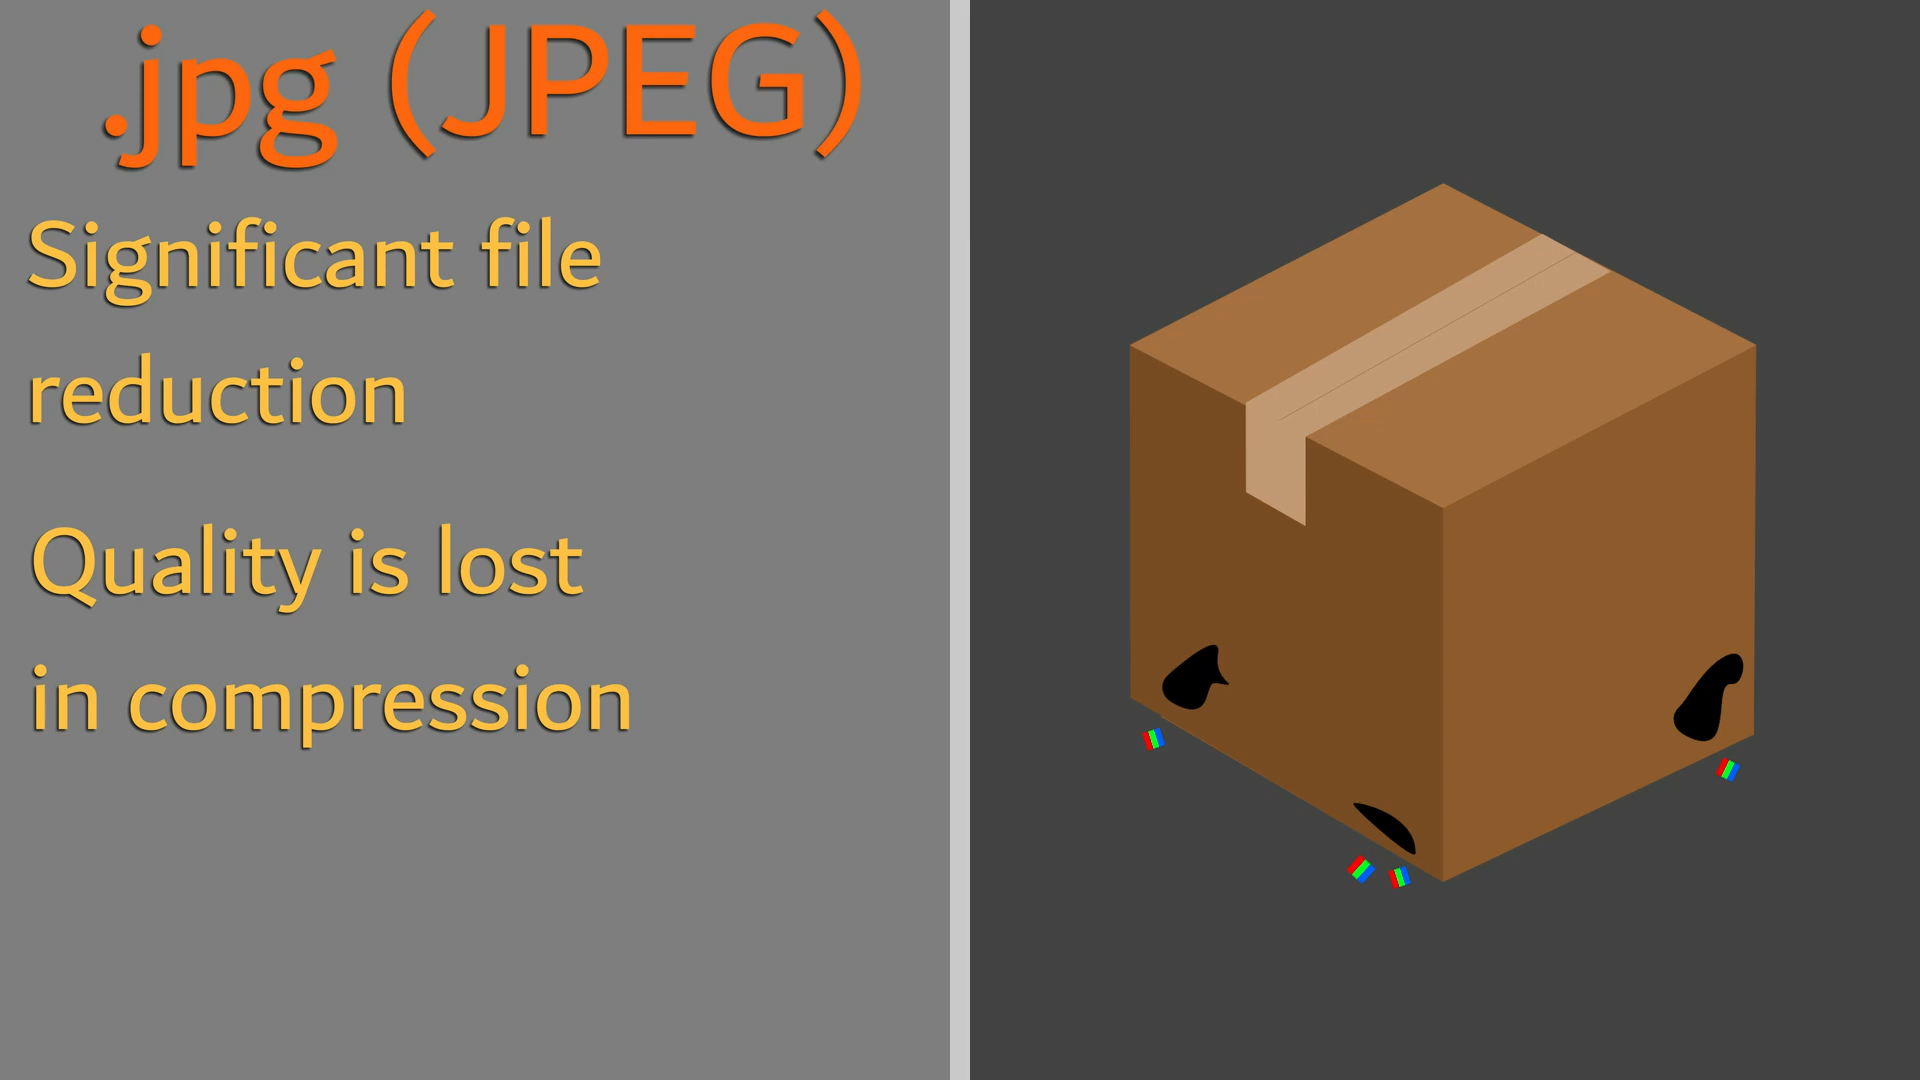 .jpg (JPEG)
Significant file
reduction
Quality is lost
in compression